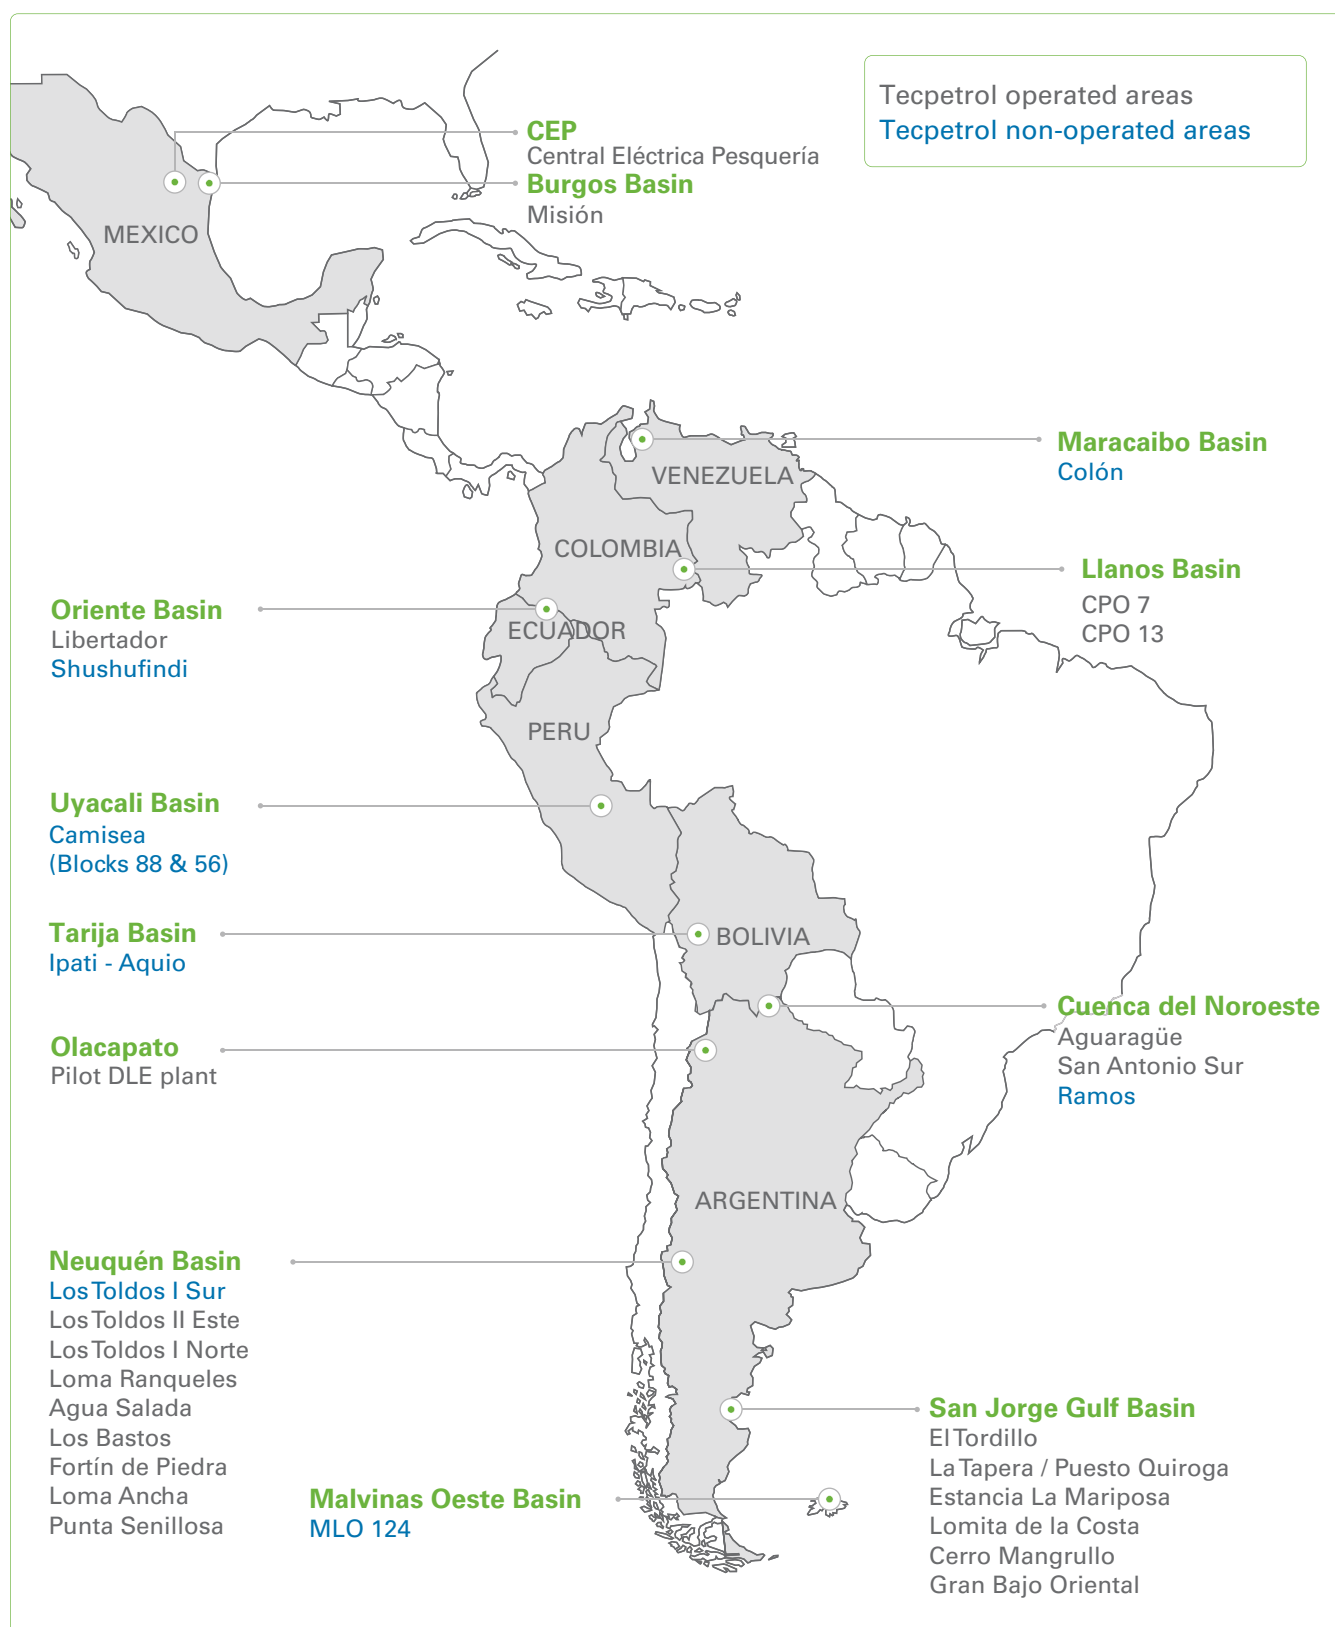 Tecpetrol operated areas
Tecpetrol non-operated areas
CEP
Central Eléctrica Pesquería
Burgos Basin
Misión
MEXICO
Maracaibo Basin
Colón
VENEZUELA
COLOMBIA
Llanos Basin
CPO 7
CPO 13
Oriente Basin
Libertador
Shushufindi
ECUADOR
PERU
Uyacali Basin
Camisea
(Blocks 88 & 56)
Tarija Basin
Ipati - Aquio
BOLIVIA
Cuenca del Noroeste
Aguaragüe
San Antonio Sur
Ramos
Olacapato
Pilot DLE plant
ARGENTINA
Neuquén Basin
Los Toldos I Sur
Los Toldos II Este
Los Toldos I Norte
Loma Ranqueles
Agua Salada
Los Bastos
Fortín de Piedra
Loma Ancha
Punta Senillosa
Malvinas Oeste Basin
MLO 124
San Jorge Gulf Basin
El Tordillo
La Tapera / Puesto Quiroga
Estancia La Mariposa
Lomita de la Costa
Cerro Mangrullo
Gran Bajo Oriental